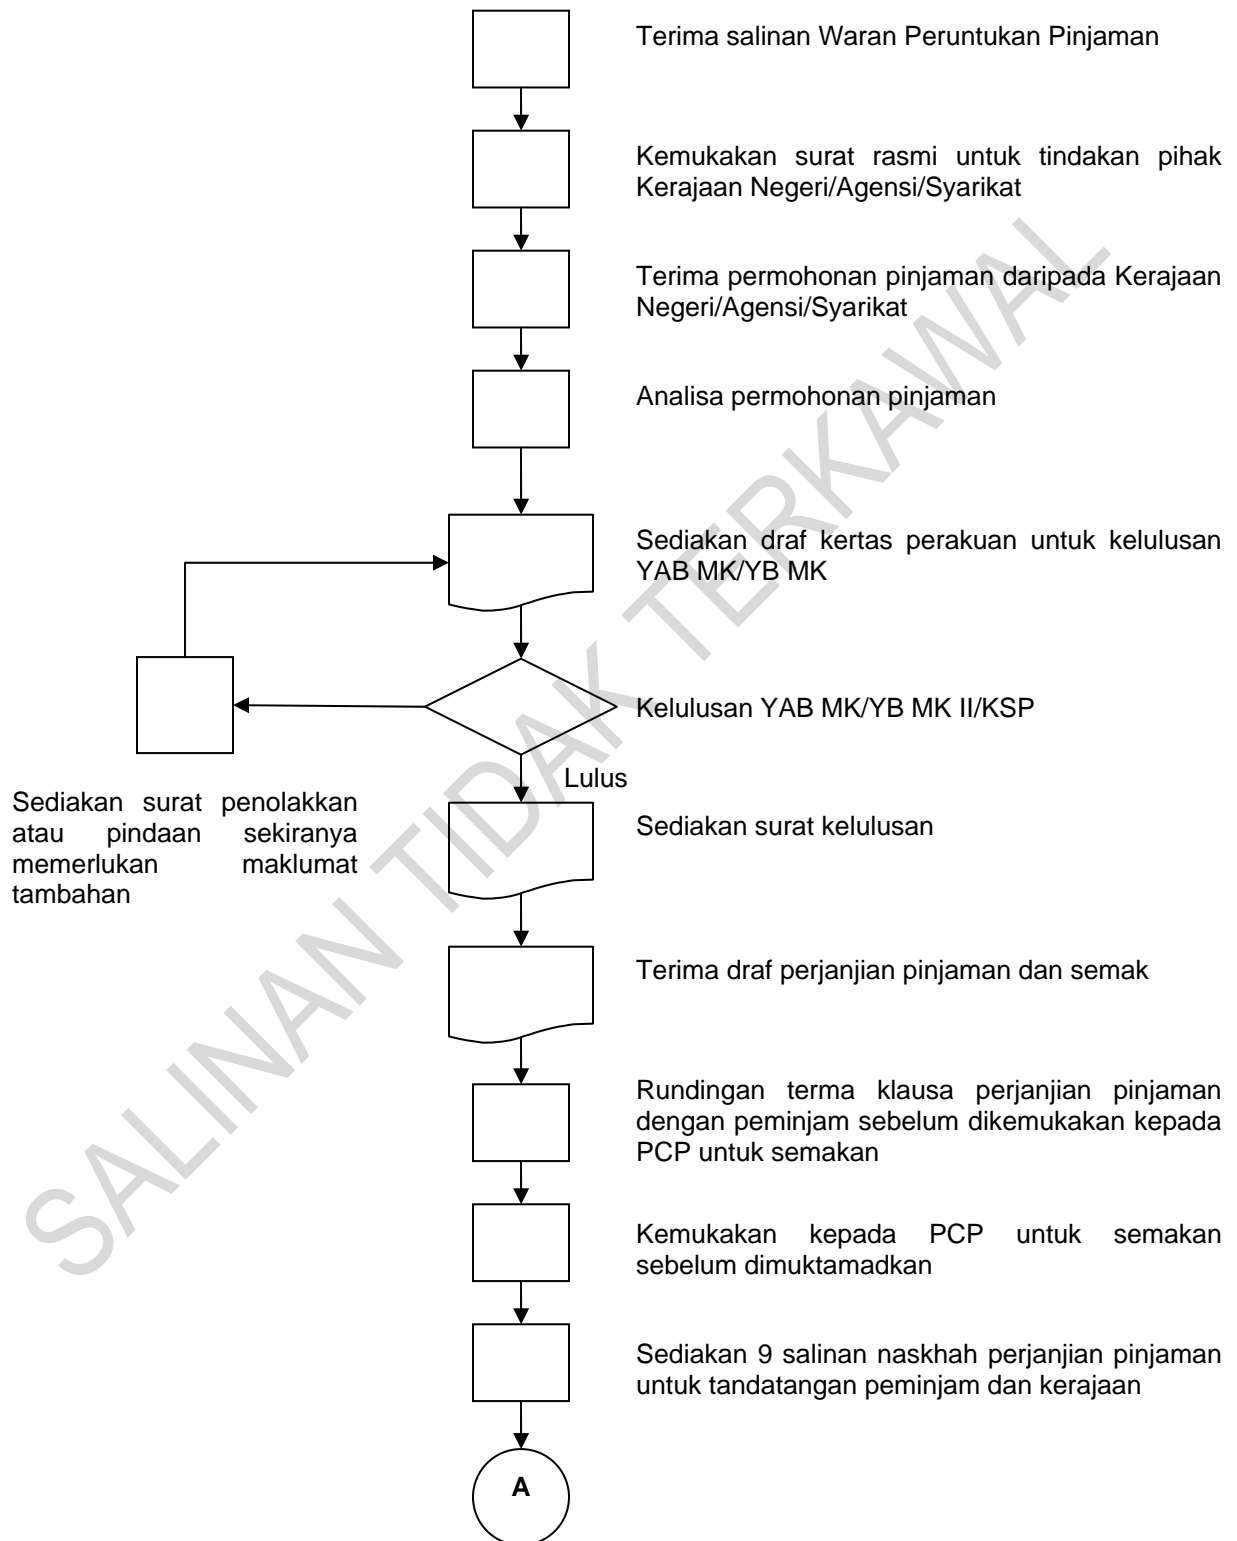 Terima salinan Waran Peruntukan Pinjaman
Kemukakan surat rasmi untuk tindakan pihak
Kerajaan Negeri/Agensi/Syarikat
Terima permohonan pinjaman daripada Kerajaan
Negeri/Agensi/Syarikat
Analisa permohonan pinjaman
Sediakan draf kertas perakuan untuk kelulusan
YAB MK/YB MK
Kelulusan YAB MK/YB MK II/KSP
Lulus
Sediakan surat penolakkan
atau pindaan sekiranya
memerlukan maklumat
tambahan
Sediakan surat kelulusan
Terima draf perjanjian pinjaman dan semak
Rundingan terma klausa perjanjian pinjaman
dengan peminjam sebelum dikemukakan kepada
PCP untuk semakan
Kemukakan kepada PCP untuk semakan
sebelum dimuktamadkan
Sediakan 9 salinan naskhah perjanjian pinjaman
untuk tandatangan peminjam dan kerajaan
A
SALINAN TIDAK TERKAWAL